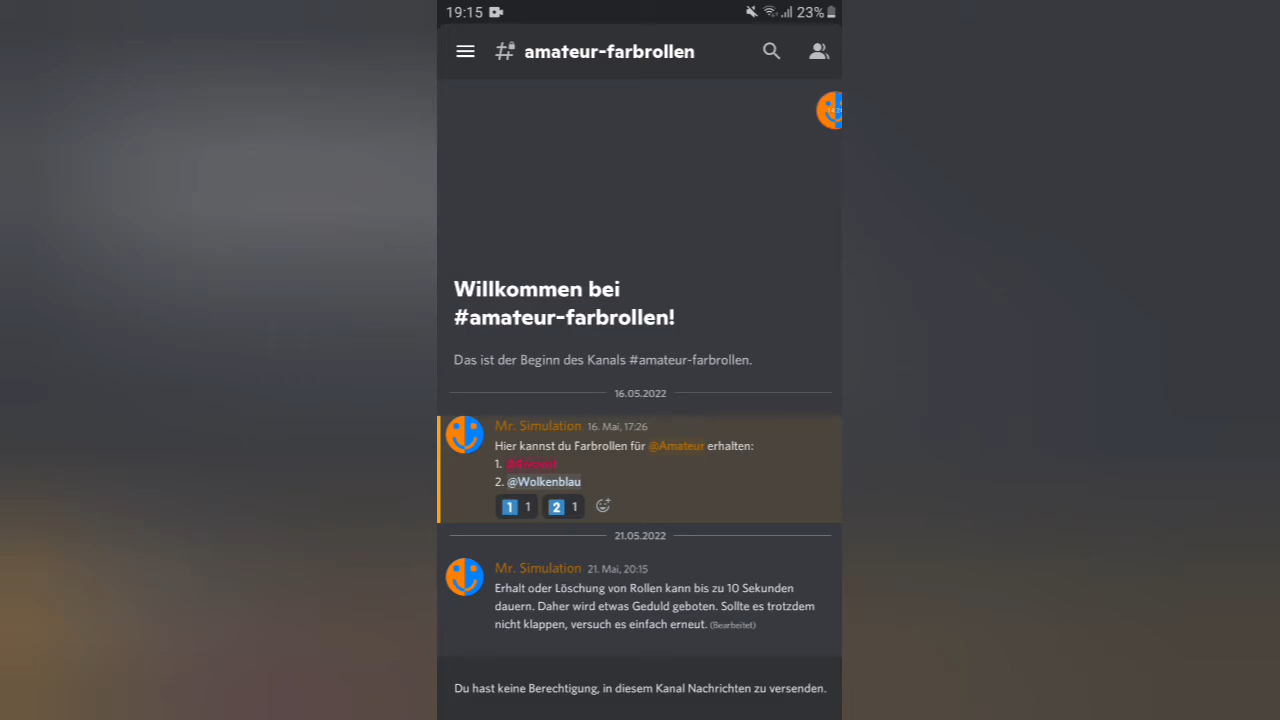 19:15 23%
amateur-farbrollen
Willkommen bei
#amateur-farbrollen!
Das ist der Beginn des Kanals #amateur-farbrollen.
16.05.2022
Mr. Simulation 16. Mai, 17:26
Hier kannst du Farbrollen für @Amateur erhalten:
1.
2. @Wolkenblau
1 1 2 1
21.05.2022
Mr. Simulation 21. Mai, 20:15
Erhalt oder Löschung von Rollen kann bis zu 10 Sekunden
dauern. Daher wird etwas Geduld geboten. Sollte es trotzdem
nicht klappen, versuch es einfach erneut. (Bearbeitet)
Du hast keine Berechtigung, in diesem Kanal Nachrichten zu versenden.